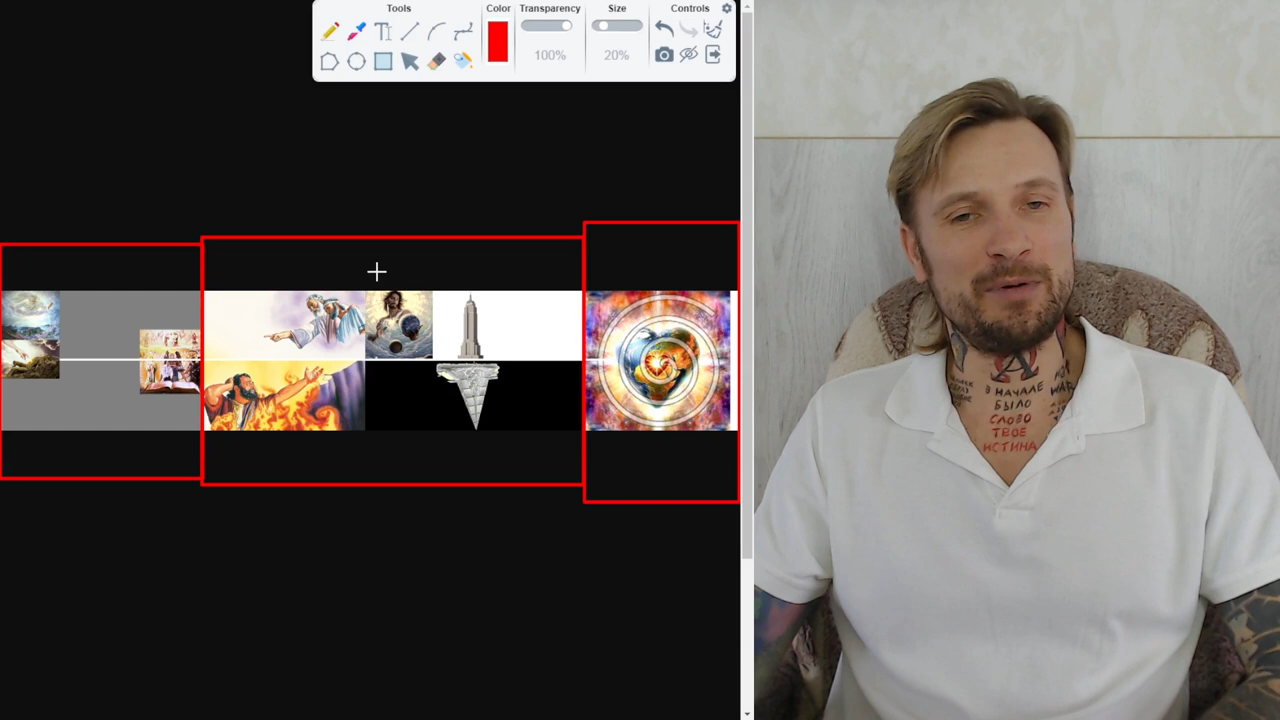 Tools
Color
Transparency
Size
Controls
100%
20%
В НАЧАЛЕ
БЫЛО
СЛОВО
ТВОЕ
ИСТИНА